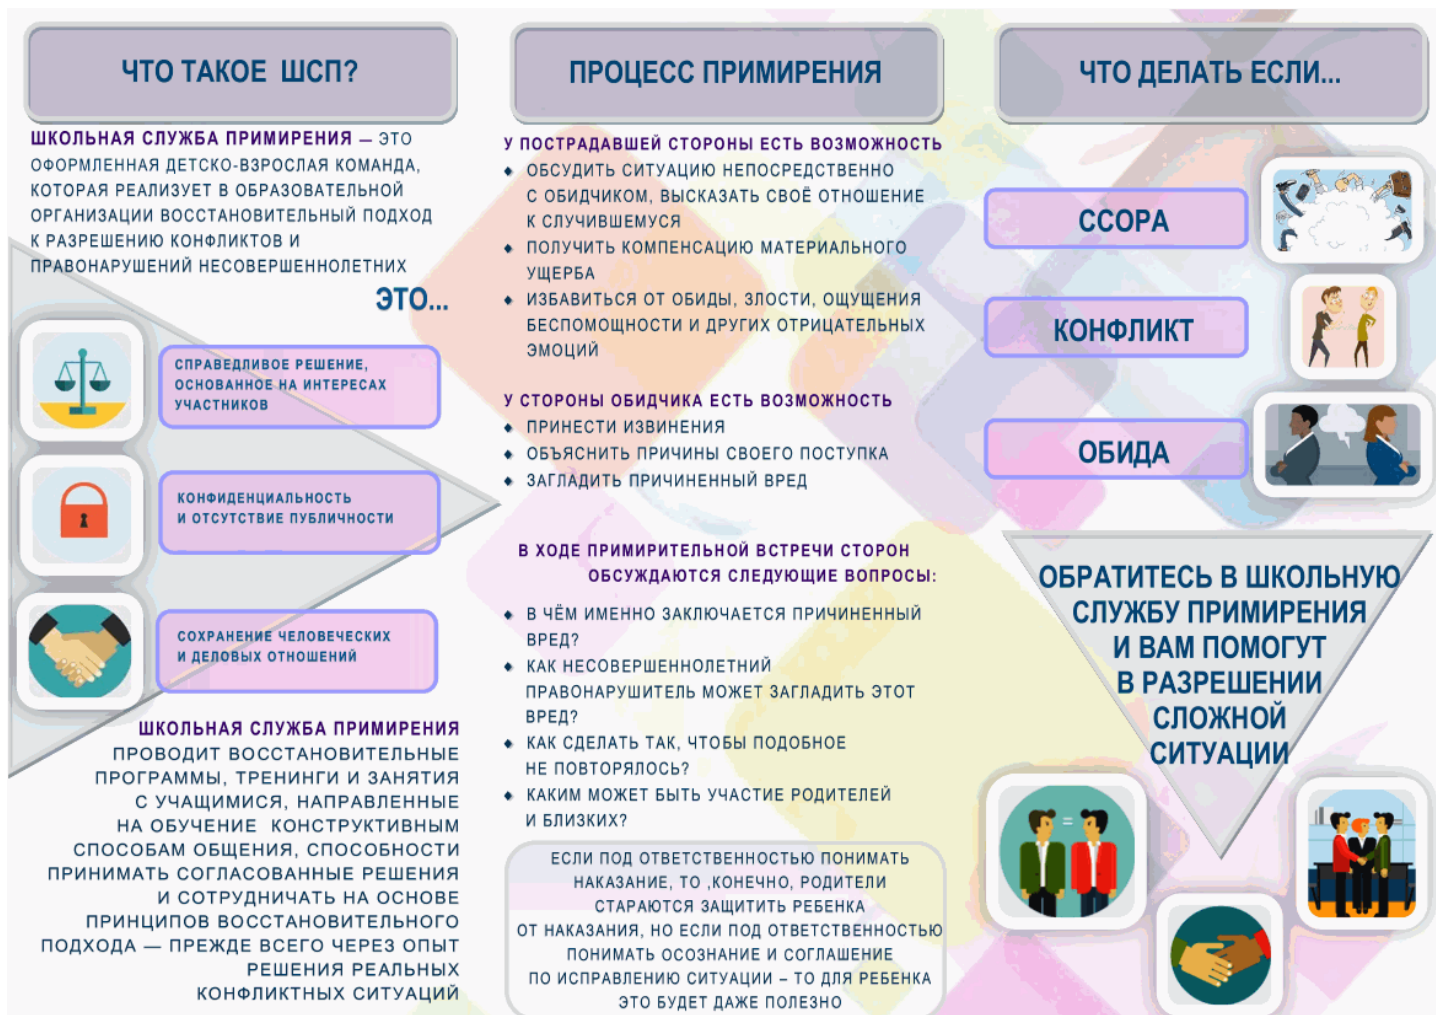 ЧТО ТАКОЕ ШСП?
ШКОЛЬНАЯ СЛУЖБА ПРИМИРЕНИЯ — ЭТО
ОФОРМЛЕННАЯ ДЕТСКО-ВЗРОСЛАЯ КОМАНДА,
КОТОРАЯ РЕАЛИЗУЕТ В ОБРАЗОВАТЕЛЬНОЙ
ОРГАНИЗАЦИИ ВОССТАНОВИТЕЛЬНЫЙ ПОДХОД
К РАЗРЕШЕНИЮ КОНФЛИКТОВ И
ПРАВОНАРУШЕНИЙ НЕСОВЕРШЕННОЛЕТНИХ
ЭТО...
СПРАВЕДЛИВОЕ РЕШЕНИЕ,
ОСНОВАННОЕ НА ИНТЕРЕСАХ
УЧАСТНИКОВ
КОНФИДЕНЦИАЛЬНОСТЬ
И ОТСУТСТВИЕ ПУБЛИЧНОСТИ
СОХРАНЕНИЕ ЧЕЛОВЕЧЕСКИХ
И ДЕЛОВЫХ ОТНОШЕНИЙ
ШКОЛЬНАЯ СЛУЖБА ПРИМИРЕНИЯ
ПРОВОДИТ ВОССТАНОВИТЕЛЬНЫЕ
ПРОГРАММЫ, ТРЕНИНГИ И ЗАНЯТИЯ
С УЧАЩИМИСЯ, НАПРАВЛЕННЫЕ
НА ОБУЧЕНИЕ КОНСТРУКТИВНЫМ
СПОСОБАМ ОБЩЕНИЯ, СПОСОБНОСТИ
ПРИНИМАТЬ СОГЛАСОВАННЫЕ РЕШЕНИЯ
И СОТРУДНИЧАТЬ НА ОСНОВЕ
ПРИНЦИПОВ ВОССТАНОВИТЕЛЬНОГО
ПОДХОДА — ПРЕЖДЕ ВСЕГО ЧЕРЕЗ ОПЫТ
РЕШЕНИЯ РЕАЛЬНЫХ
КОНФЛИКТНЫХ СИТУАЦИЙ
ПРОЦЕСС ПРИМИРЕНИЯ
У ПОСТРАДАВШЕЙ СТОРОНЫ ЕСТЬ ВОЗМОЖНОСТЬ
◆ ОБСУДИТЬ СИТУАЦИЮ НЕПОСРЕДСТВЕННО
С ОБИДЧИКОМ, ВЫСКАЗАТЬ СВОЁ ОТНОШЕНИЕ
К СЛУЧИВШЕМУСЯ
◆ ПОЛУЧИТЬ КОМПЕНСАЦИЮ МАТЕРИАЛЬНОГО
УЩЕРБА
◆ ИЗБАВИТЬСЯ ОТ ОБИДЫ, ЗЛОСТИ, ОЩУЩЕНИЯ
БЕСПОМОЩНОСТИ И ДРУГИХ ОТРИЦАТЕЛЬНЫХ
ЭМОЦИЙ
У СТОРОНЫ ОБИДЧИКА ЕСТЬ ВОЗМОЖНОСТЬ
◆ ПРИНЕСТИ ИЗВИНЕНИЯ
◆ ОБЪЯСНИТЬ ПРИЧИНЫ СВОЕГО ПОСТУПКА
◆ ЗАГЛАДИТЬ ПРИЧИНЕННЫЙ ВРЕД
В ХОДЕ ПРИМИРИТЕЛЬНОЙ ВСТРЕЧИ СТОРОН
ОБСУЖДАЮТСЯ СЛЕДУЮЩИЕ ВОПРОСЫ:
◆ В ЧЁМ ИМЕННО ЗАКЛЮЧАЕТСЯ ПРИЧИНЕННЫЙ
ВРЕД?
◆ КАК НЕСОВЕРШЕННОЛЕТНИЙ
ПРАВОНАРУШИТЕЛЬ МОЖЕТ ЗАГЛАДИТЬ ЭТОТ
ВРЕД?
◆ КАК СДЕЛАТЬ ТАК, ЧТОБЫ ПОДОБНОЕ
НЕ ПОВТОРЯЛОСЬ?
◆ КАКИМ МОЖЕТ БЫТЬ УЧАСТИЕ РОДИТЕЛЕЙ
И БЛИЗКИХ?
ЕСЛИ ПОД ОТВЕТСТВЕННОСТЬЮ ПОНИМАТЬ
НАКАЗАНИЕ, ТО ,КОНЕЧНО, РОДИТЕЛИ
СТАРАЮТСЯ ЗАЩИТИТЬ РЕБЕНКА
ОТ НАКАЗАНИЯ, НО ЕСЛИ ПОД ОТВЕТСТВЕННОСТЬЮ
ПОНИМАТЬ ОСОЗНАНИЕ И СОГЛАШЕНИЕ
ПО ИСПРАВЛЕНИЮ СИТУАЦИИ – ТО ДЛЯ РЕБЕНКА
ЭТО БУДЕТ ДАЖЕ ПОЛЕЗНО
ЧТО ДЕЛАТЬ ЕСЛИ...
ССОРА
КОНФЛИКТ
ОБИДА
ОБРАТИТЕСЬ В ШКОЛЬНУЮ
СЛУЖБУ ПРИМИРЕНИЯ
И ВАМ ПОМОГУТ
В РАЗРЕШЕНИИ
СЛОЖНОЙ
СИТУАЦИИ
=